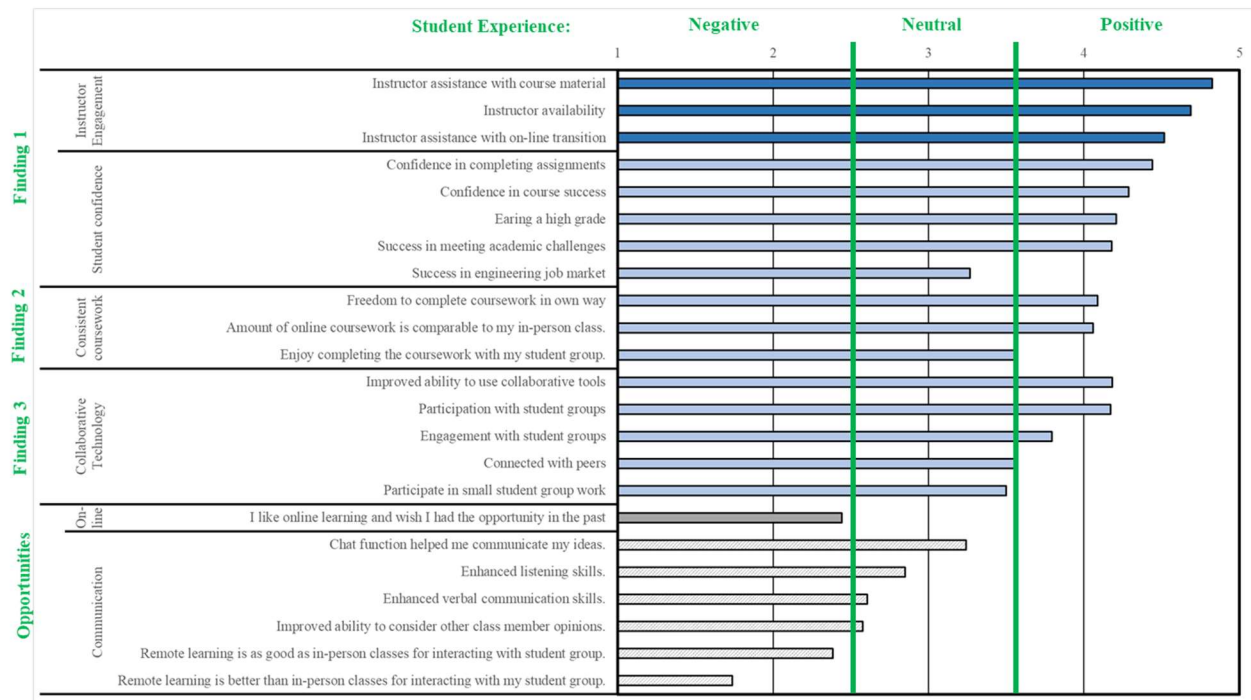 Student Experience: Negative Neutral Positive
1 2 3 4 5
Finding 1
Instructor
Engagement
Instructor assistance with course material
Instructor availability
Instructor assistance with on-line transition
Student confidence
Confidence in completing assignments
Confidence in course success
Earing a high grade
Success in meeting academic challenges
Success in engineering job market
Finding 2
Consistent
coursework
Freedom to complete coursework in own way
Amount of online coursework is comparable to my in-person class.
Enjoy completing the coursework with my student group.
Finding 3
Collaborative
Technology
Improved ability to use collaborative tools
Participation with student groups
Engagement with student groups
Connected with peers
Participate in small student group work
Opportunities
On-
line
I like online learning and wish I had the opportunity in the past
Communication
Chat function helped me communicate my ideas.
Enhanced listening skills.
Enhanced verbal communication skills.
Improved ability to consider other class member opinions.
Remote learning is as good as in-person classes for interacting with student group.
Remote learning is better than in-person classes for interacting with my student group.